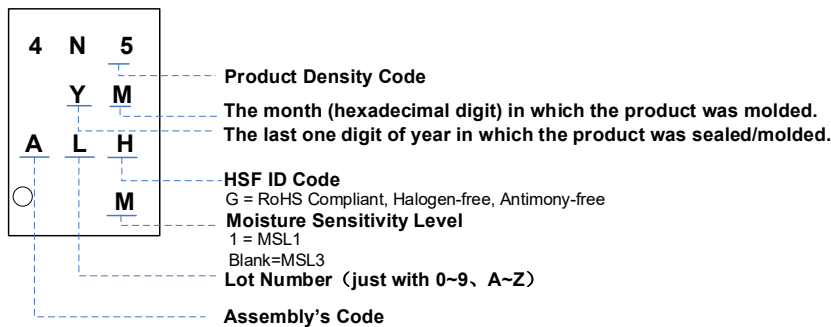 4 N 5
Product Density Code
Y M
The month (hexadecimal digit) in which the product was molded.
The last one digit of year in which the product was sealed/molded.
A L H
HSF ID Code
G = RoHS Compliant, Halogen-free, Antimony-free
M
Moisture Sensitivity Level
1 = MSL1
Blank=MSL3
Lot Number（just with 0~9、A~Z）
Assembly's Code